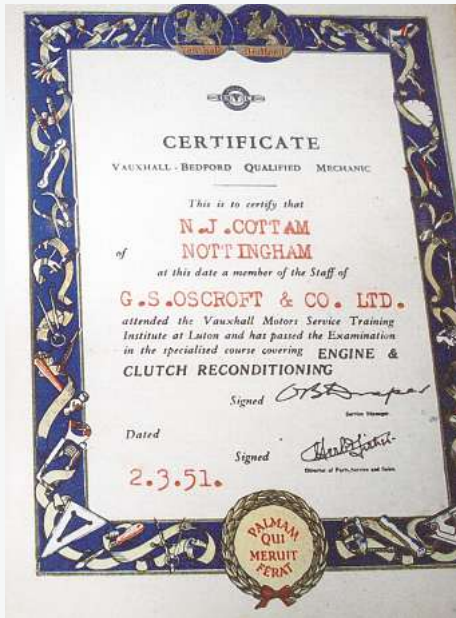 Vauxhall Bedford
CERTIFICATE
VAUXHALL - BEDFORD QUALIFIED MECHANIC
This is to certify that
N.J.COTTAM
of NOTTINGHAM
at this date a member of the Staff of
G.S.OSCROFT & CO. LTD.
attended the Vauxhall Motors Service Training
Institute at Luton and has passed the Examination
in the specialised course covering ENGINE &
CLUTCH RECONDITIONING
Signed
Service Manager
Dated
Signed
Director of Parts, Service and Sales
2.3.51.
PALMAM
QUI
MERUIT
FERAT